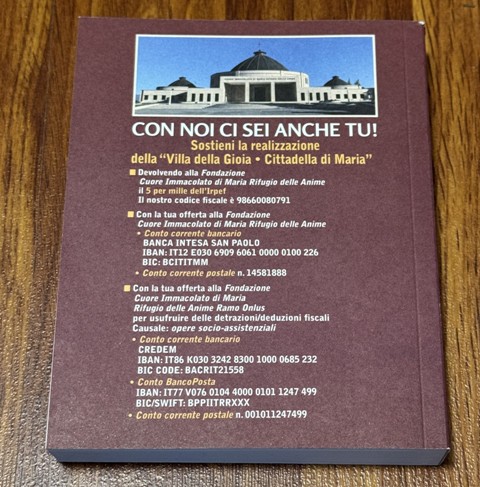 CON NOI CI SEI ANCHE TU!
Sostieni la realizzazione
della "Villa della Gioia • Cittadella di Maria"
Devolvendo alla Fondazione
Cuore Immacolato di Maria Rifugio delle Anime
il 5 per mille dell'Irpef
Il nostro codice fiscale è 98660080791
Con la tua offerta alla Fondazione
Cuore Immacolato di Maria Rifugio delle Anime
• Conto corrente bancario
BANCA INTESA SAN PAOLO
IBAN: IT12 E030 6909 6061 0000 0100 226
BIC: BCITITMM
• Conto corrente postale n. 14581888
Con la tua offerta alla Fondazione
Cuore Immacolato di Maria
Rifugio delle Anime Ramo Onlus
per usufruire delle detrazioni/deduzioni fiscali
Causale: opere socio-assistenziali
• Conto corrente bancario
CREDEM
IBAN: IT86 K030 3242 8300 1000 0685 232
BIC CODE: BACRIT21558
• Conto BancoPosta
IBAN: IT77 V076 0104 4000 0101 1247 499
BIC/SWIFT: BPPIITRRXXX
• Conto corrente postale n. 001011247499